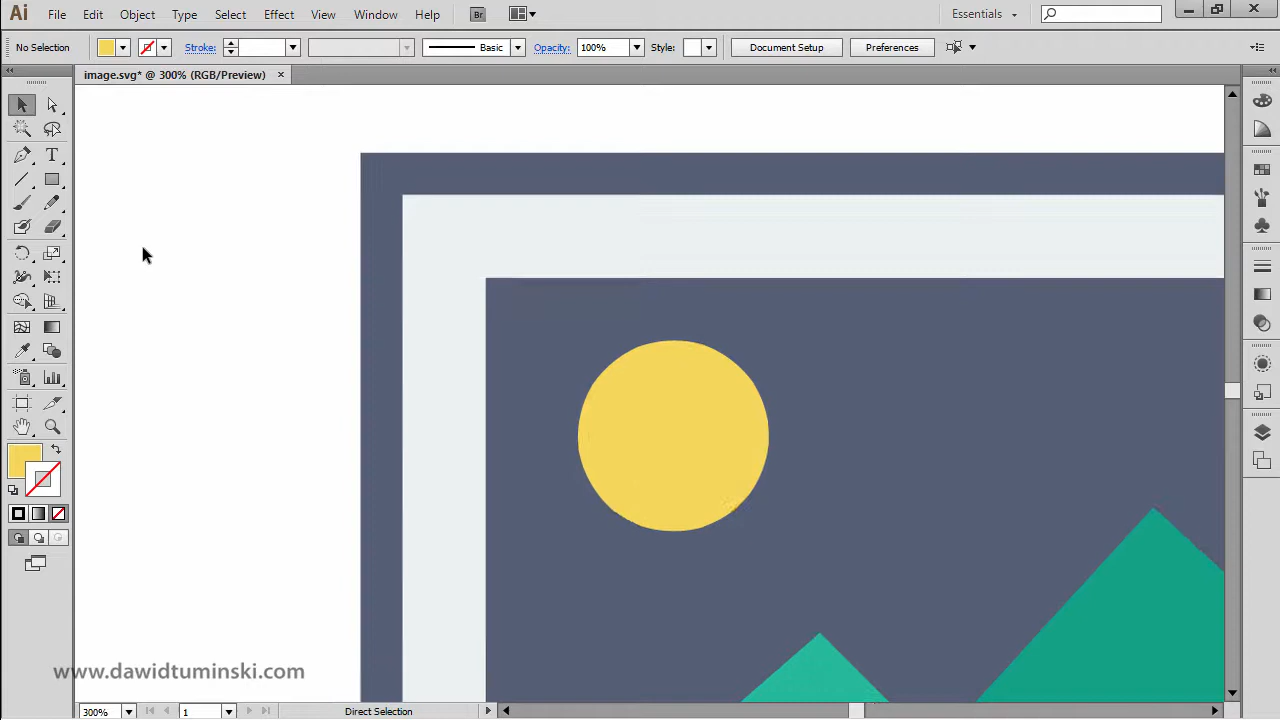 Ai File Edit Object Type Select Effect View Window Help Br Essentials
No Selection Stroke: Basic Opacity: 100% Style: Document Setup Preferences
image.svg* @ 300% (RGB/Preview)
T
www.dawidtuminski.com
300% 1 Direct Selection